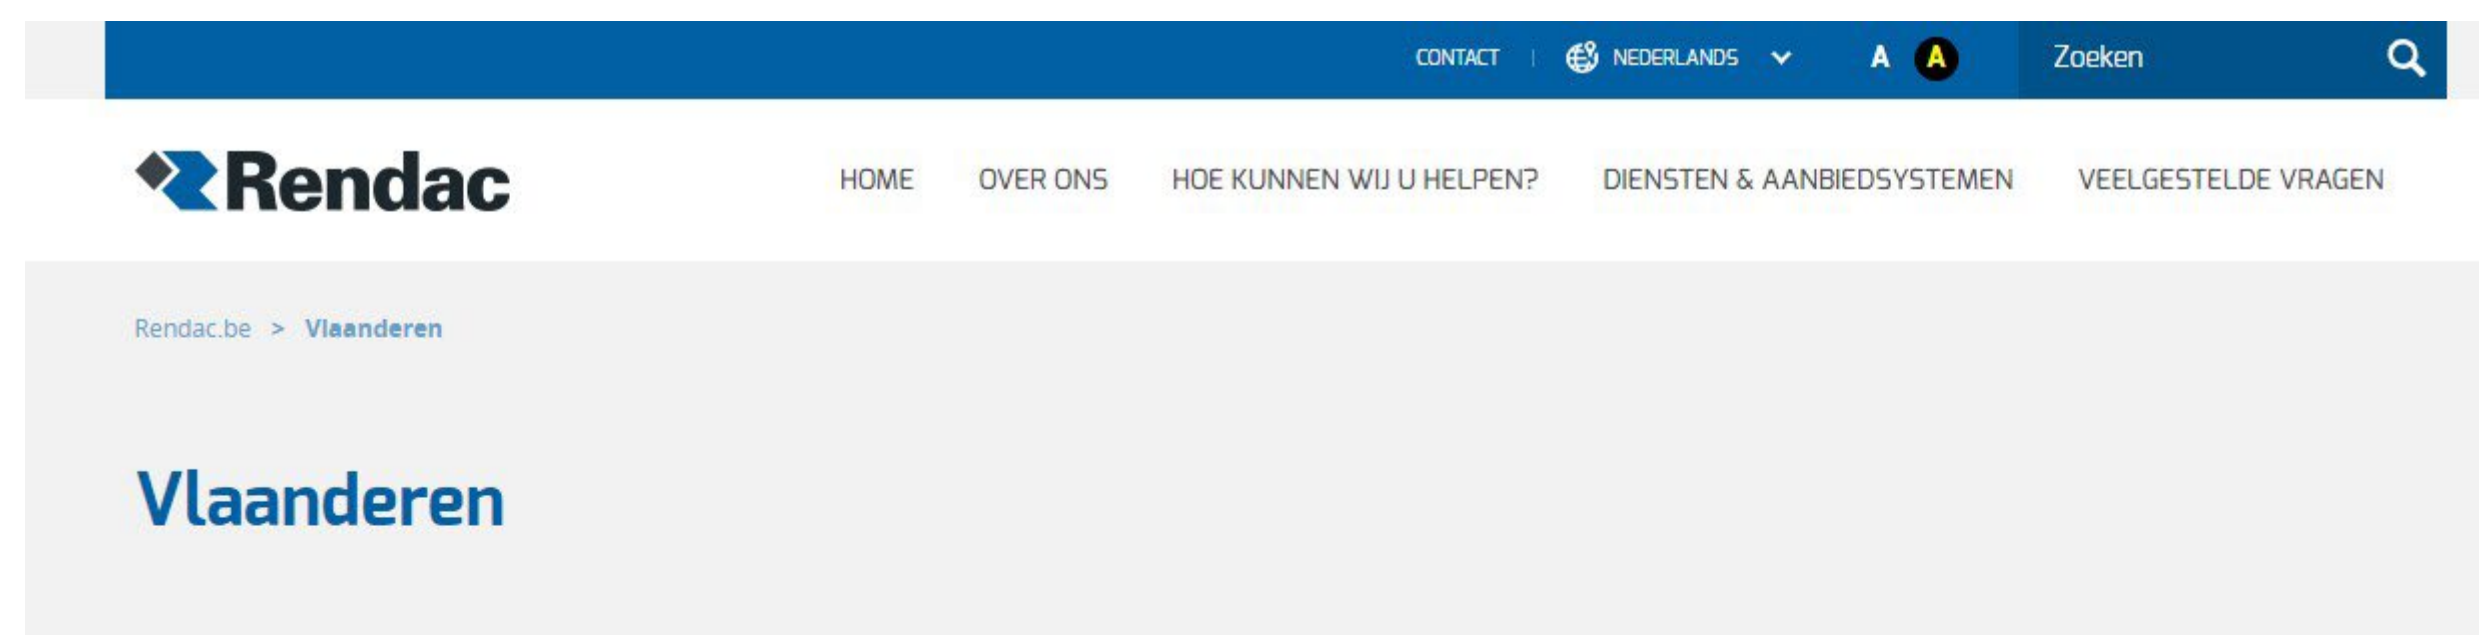 CONTACT | NEDERLANDS A A Zoeken
Rendac HOME OVER ONS HOE KUNNEN WIJ U HELPEN? DIENSTEN & AANBIEDSYSTEMEN VEELGESTELDE VRAGEN
Rendac.be > Vlaanderen
Vlaanderen